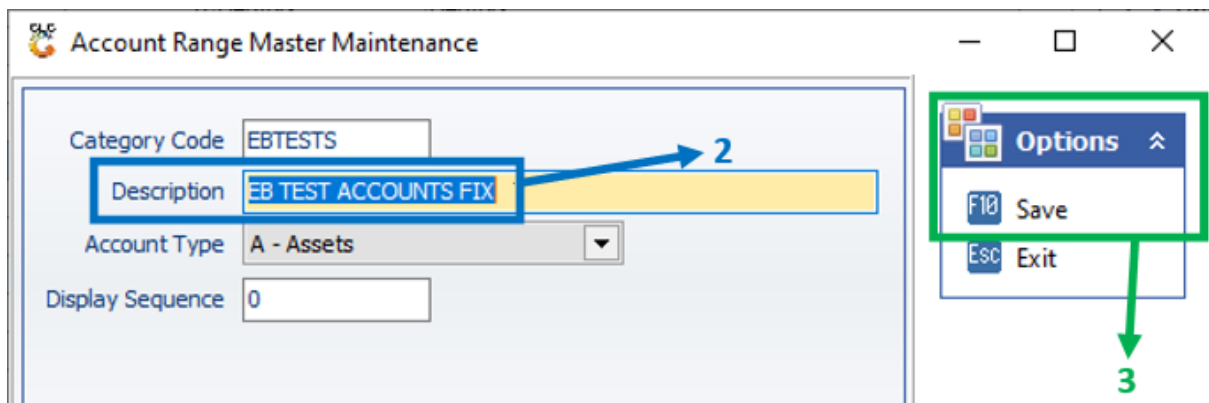 Account Range Master Maintenance
Category Code EBTESTS
Description EB TEST ACCOUNTS FIX
2
Account Type A - Assets
Display Sequence 0
Options
F10 Save
Esc Exit
3